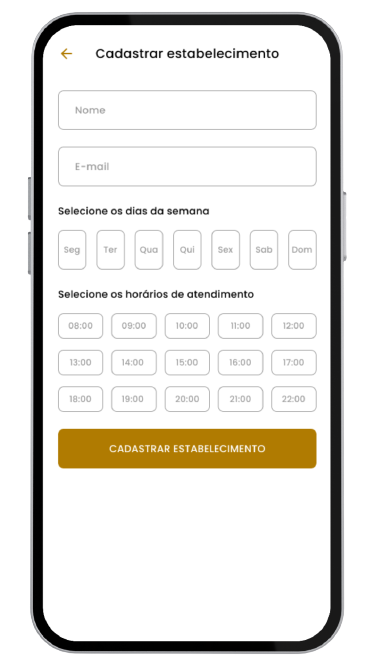 Cadastrar estabelecimento
Nome
E-mail
Selecione os dias da semana
Seg Ter Qua Qui Sex Sab Dom
Selecione os horários de atendimento
08:00 09:00 10:00 11:00 12:00
13:00 14:00 15:00 16:00 17:00
18:00 19:00 20:00 21:00 22:00
CADASTRAR ESTABELECIMENTO